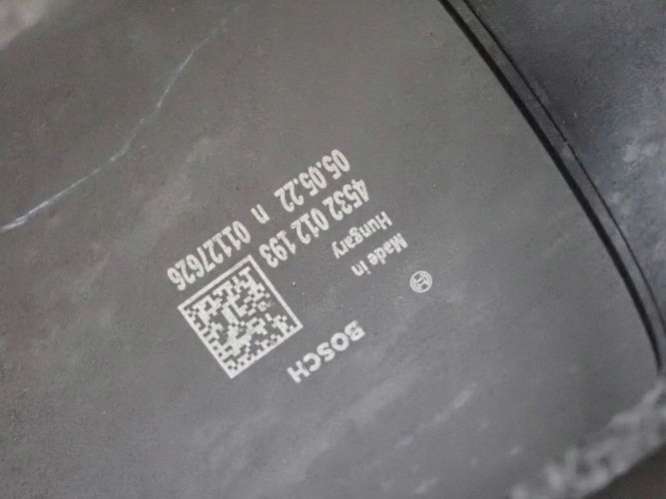 BOSCH
Made in
Hungary
4532 012 193
05.05.22 n 01127626